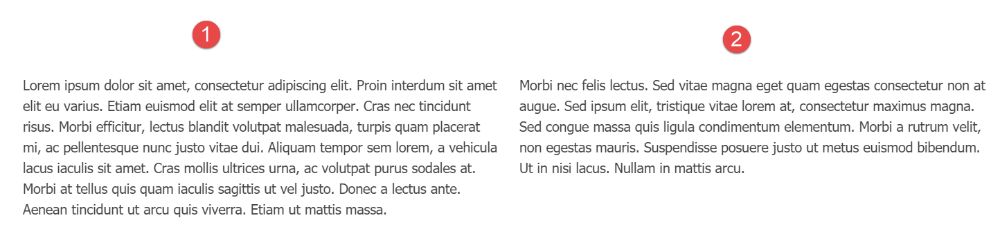 1
Lorem ipsum dolor sit amet, consectetur adipiscing elit. Proin interdum sit amet
elit eu varius. Etiam euismod elit at semper ullamcorper. Cras nec tincidunt
risus. Morbi efficitur, lectus blandit volutpat malesuada, turpis quam placerat
mi, ac pellentesque nunc justo vitae dui. Aliquam tempor sem lorem, a vehicula
lacus iaculis sit amet. Cras mollis ultrices urna, ac volutpat purus sodales at.
Morbi at tellus quis quam iaculis sagittis ut vel justo. Donec a lectus ante.
Aenean tincidunt ut arcu quis viverra. Etiam ut mattis massa.
2
Morbi nec felis lectus. Sed vitae magna eget quam egestas consectetur non at
augue. Sed ipsum elit, tristique vitae lorem at, consectetur maximus magna.
Sed congue massa quis ligula condimentum elementum. Morbi a rutrum velit,
non egestas mauris. Suspendisse posuere justo ut metus euismod bibendum.
Ut in nisi lacus. Nullam in mattis arcu.